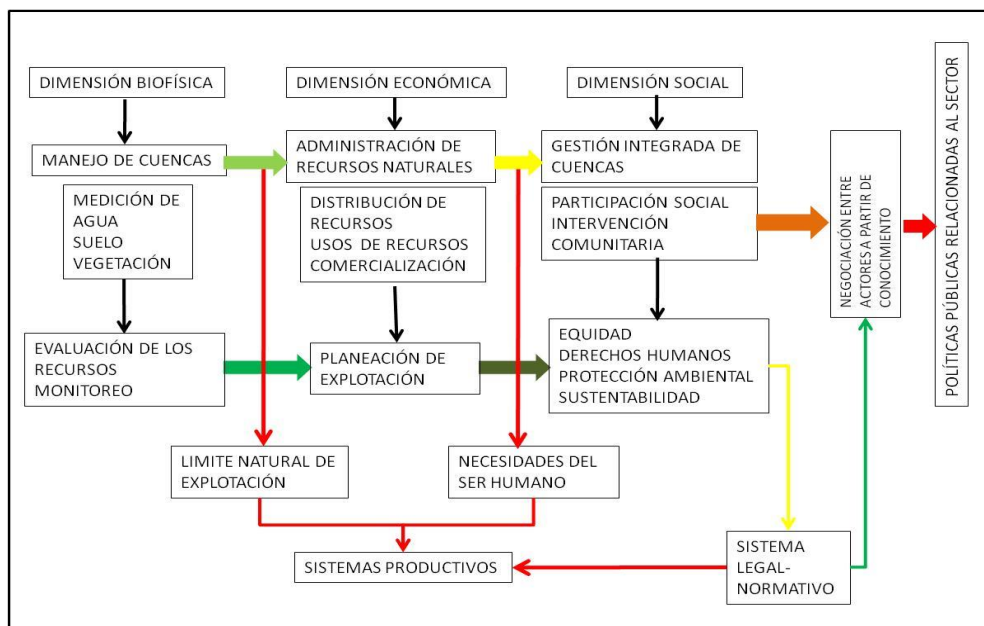 DIMENSIÓN BIOFÍSICA
DIMENSIÓN ECONÓMICA
DIMENSIÓN SOCIAL
MANEJO DE CUENCAS
ADMINISTRACIÓN DE
RECURSOS NATURALES
GESTIÓN INTEGRADA DE
CUENCAS
MEDICIÓN DE
AGUA
SUELO
VEGETACIÓN
DISTRIBUCIÓN DE
RECURSOS
USOS DE RECURSOS
COMERCIALIZACIÓN
PARTICIPACIÓN SOCIAL
INTERVENCIÓN
COMUNITARIA
EVALUACIÓN DE LOS
RECURSOS
MONITOREO
PLANEACIÓN DE
EXPLOTACIÓN
EQUIDAD
DERECHOS HUMANOS
PROTECCIÓN AMBIENTAL
SUSTENTABILIDAD
LIMITE NATURAL DE
EXPLOTACIÓN
NECESIDADES DEL
SER HUMANO
SISTEMAS PRODUCTIVOS
SISTEMA
LEGAL-
NORMATIVO
NEGOCIACIÓN ENTRE
ACTORES A PARTIR DE
CONOCIMIENTO
POLÍTICAS PÚBLICAS RELACIONADAS AL SECTOR